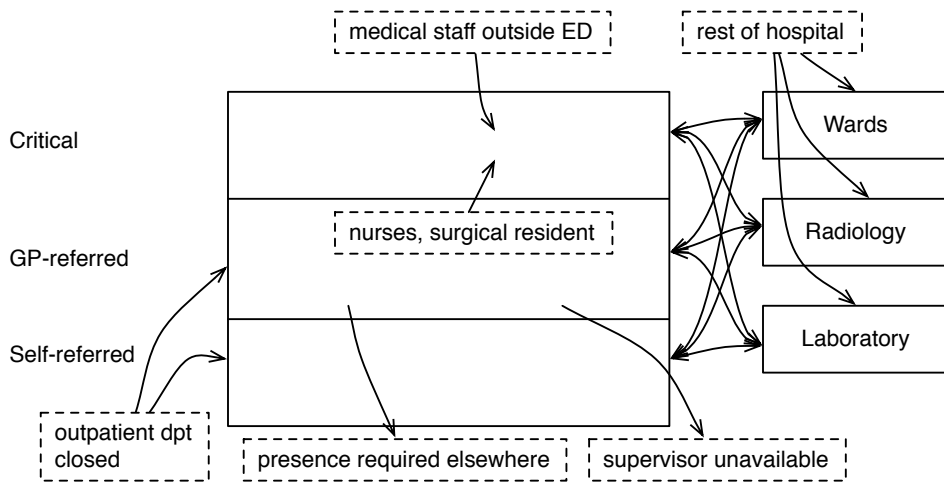 medical staff outside ED
rest of hospital
Critical
Wards
nurses, surgical resident
Radiology
GP-referred
Laboratory
Self-referred
outpatient dpt
closed
presence required elsewhere
supervisor unavailable